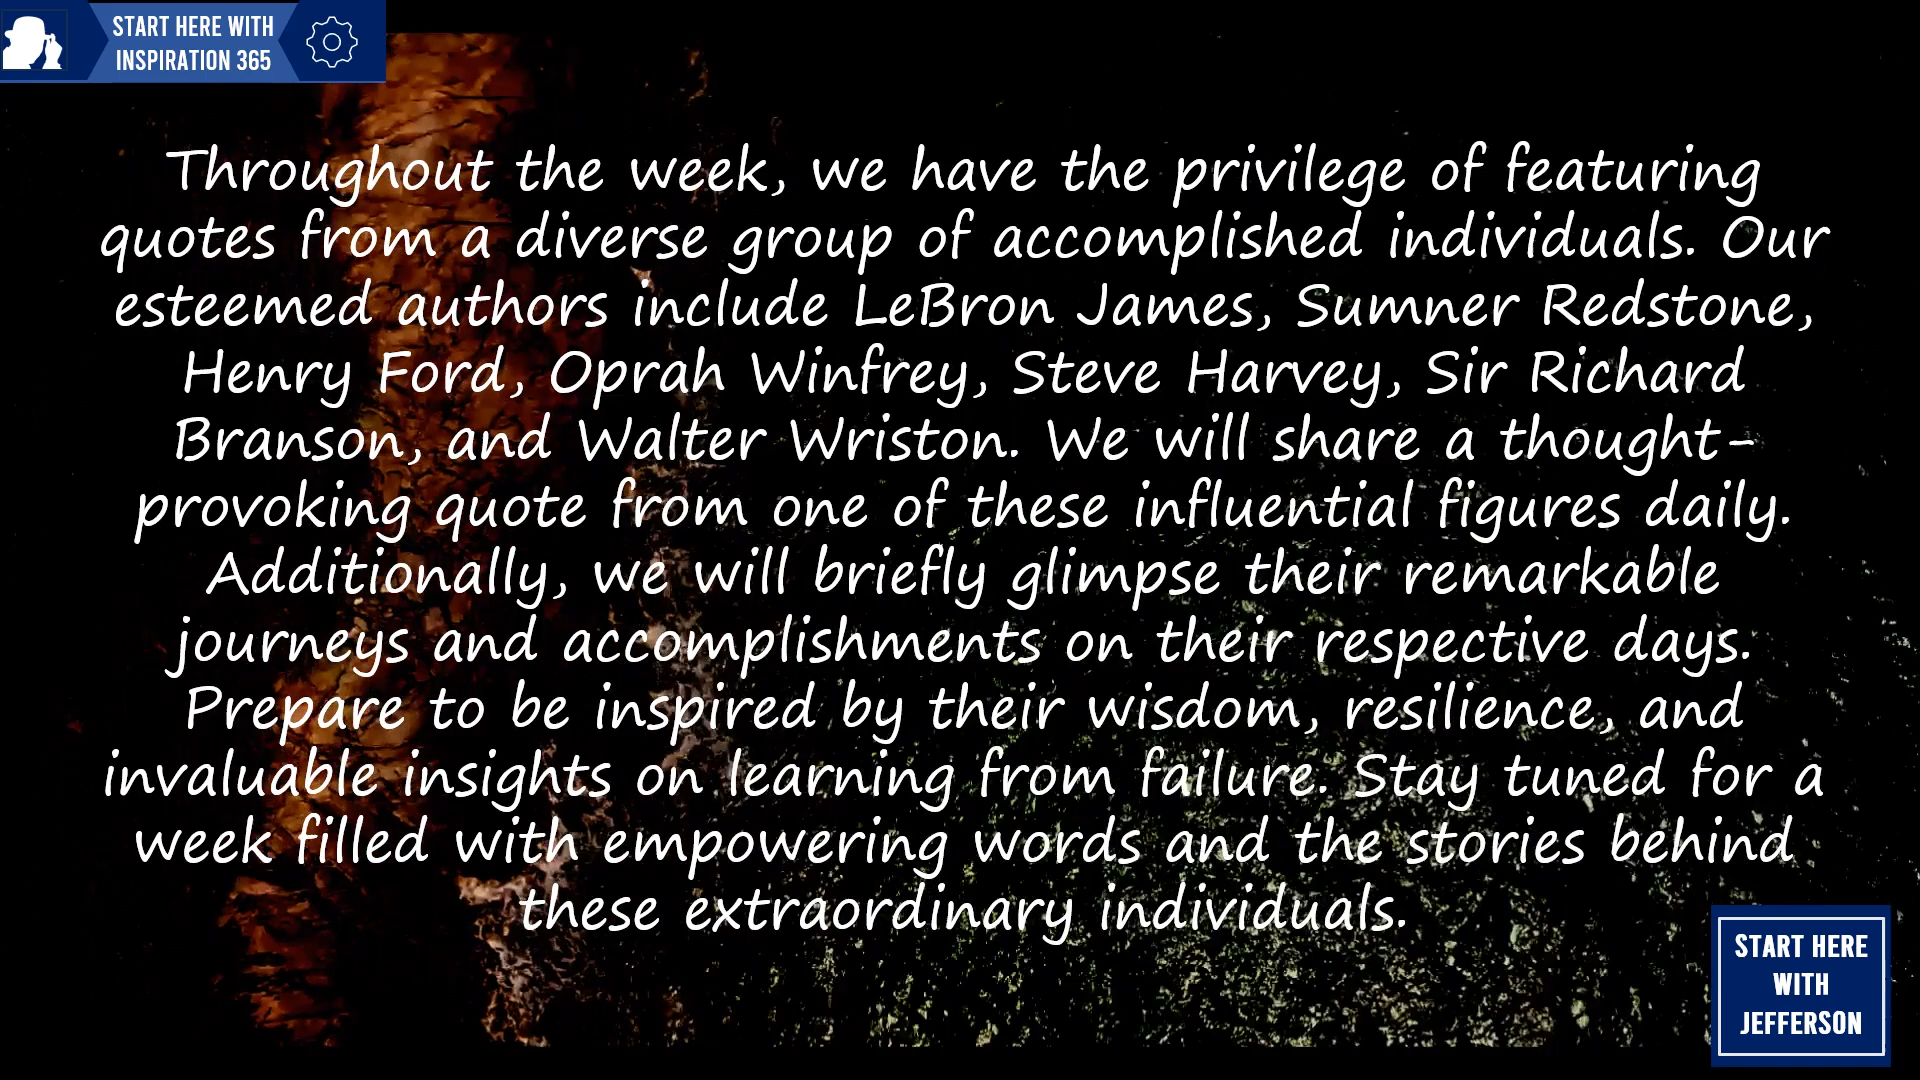 START HERE WITH
INSPIRATION 365
Throughout the week, we have the privilege of featuring
quotes from a diverse group of accomplished individuals. Our
esteemed authors include LeBron James, Sumner Redstone,
Henry Ford, Oprah Winfrey, Steve Harvey, Sir Richard
Branson, and Walter Wriston. We will share a thought-
provoking quote from one of these influential figures daily.
Additionally, we will briefly glimpse their remarkable
journeys and accomplishments on their respective days.
Prepare to be inspired by their wisdom, resilience, and
invaluable insights on learning from failure. Stay tuned for a
week filled with empowering words and the stories behind
these extraordinary individuals.
START HERE
WITH
JEFFERSON